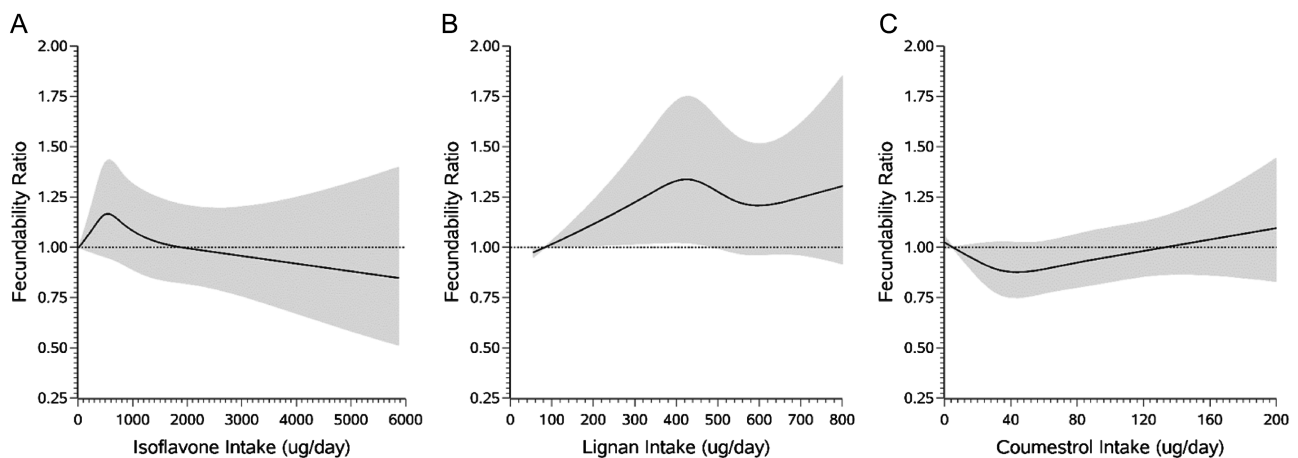 A
Fecundability Ratio
2.00
1.75
1.50
1.25
1.00
0.75
0.50
0.25
0 1000 2000 3000 4000 5000 6000
Isoflavone Intake (ug/day)
B
Fecundability Ratio
2.00
1.75
1.50
1.25
1.00
0.75
0.50
0.25
0 100 200 300 400 500 600 700 800
Lignan Intake (ug/day)
C
Fecundability Ratio
2.00
1.75
1.50
1.25
1.00
0.75
0.50
0.25
0 40 80 120 160 200
Coumestrol Intake (ug/day)